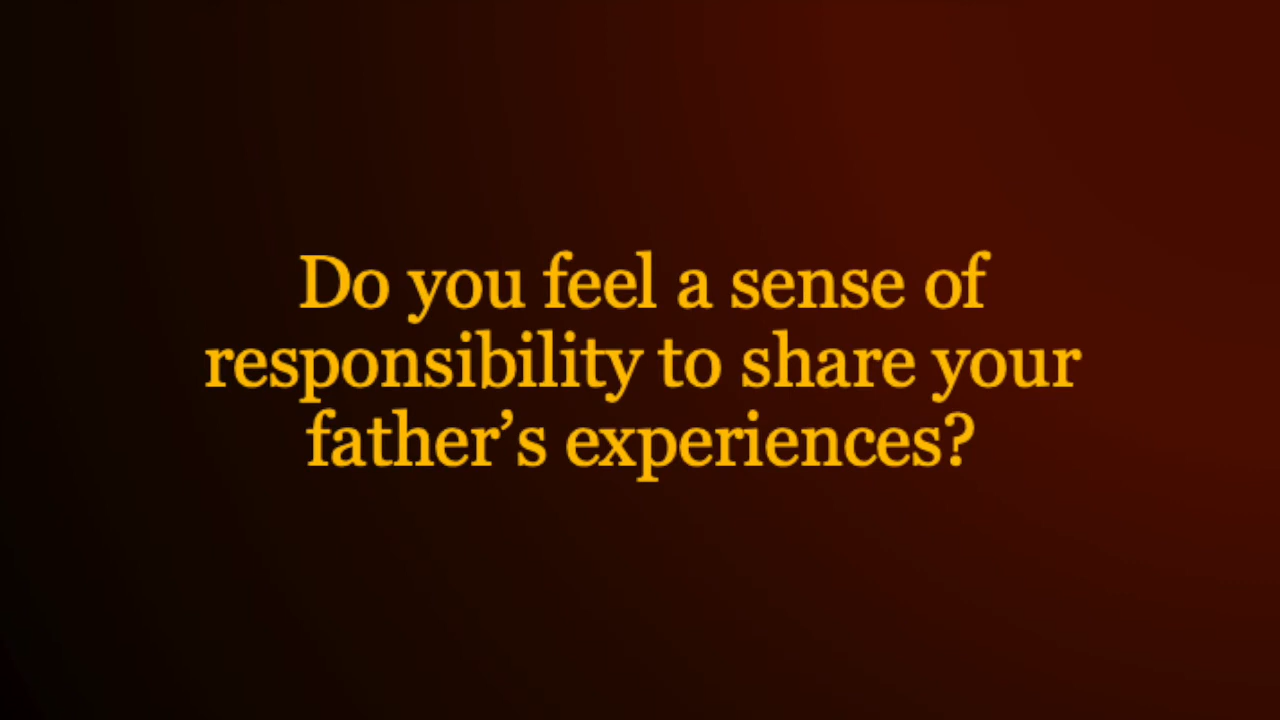 Do you feel a sense of
responsibility to share your
father’s experiences?